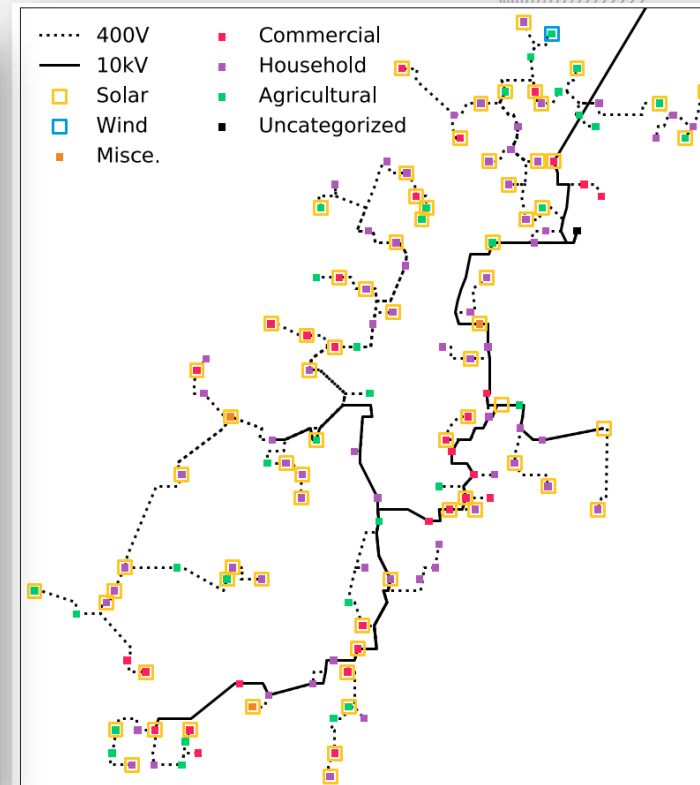 400V
10kV
Solar
Wind
Misce.
Commercial
Household
Agricultural
Uncategorized